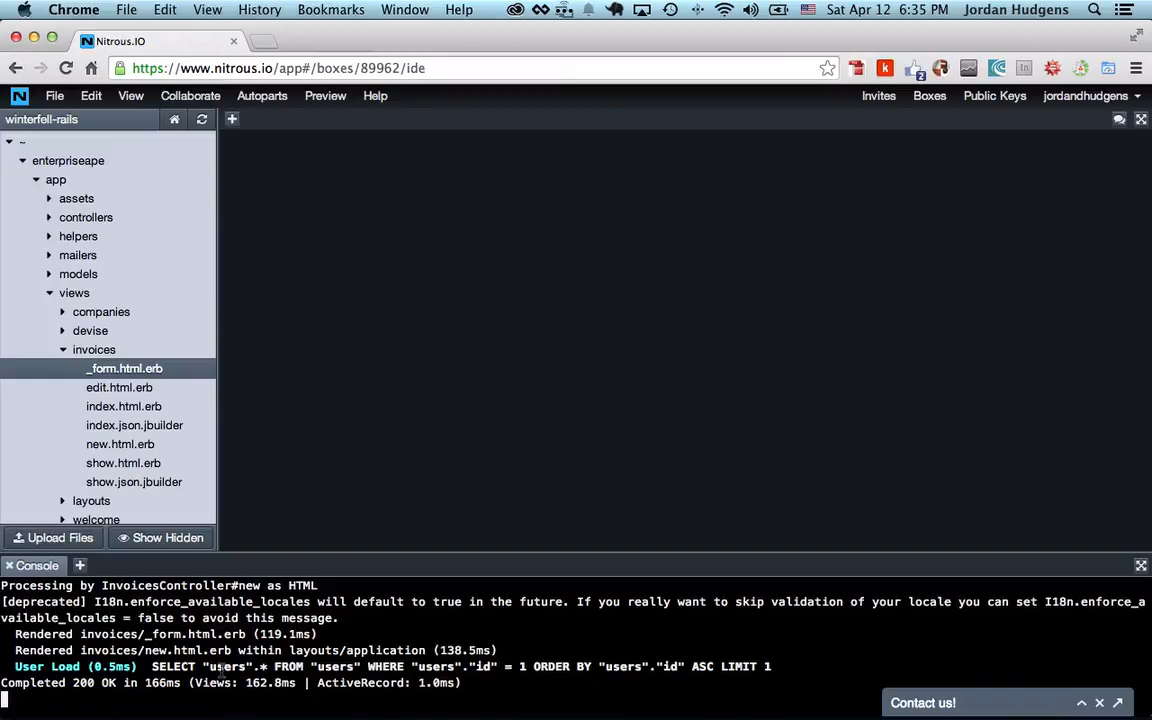 Chrome File Edit View History Bookmarks Window Help Sat Apr 12 6:35 PM Jordan Hudgens
Nitrous.IO
https://www.nitrous.io/app#/boxes/89962/ide
N File Edit View Collaborate Autoparts Preview Help Invites Boxes Public Keys jordandhudgens
winterfell-rails
~
enterpriseape
app
assets
controllers
helpers
mailers
models
views
companies
devise
invoices
_form.html.erb
edit.html.erb
index.html.erb
index.json.jbuilder
new.html.erb
show.html.erb
show.json.jbuilder
layouts
welcome
Upload Files Show Hidden
Console
Processing by InvoicesController#new as HTML
[deprecated] I18n.enforce_available_locales will default to true in the future. If you really want to skip validation of your locale you can set I18n.enforce_a
vailable_locales = false to avoid this message.
Rendered invoices/_form.html.erb (119.1ms)
Rendered invoices/new.html.erb within layouts/application (138.5ms)
User Load (0.5ms) SELECT "users".* FROM "users" WHERE "users"."id" = 1 ORDER BY "users"."id" ASC LIMIT 1
Completed 200 OK in 166ms (Views: 162.8ms | ActiveRecord: 1.0ms)
Contact us!